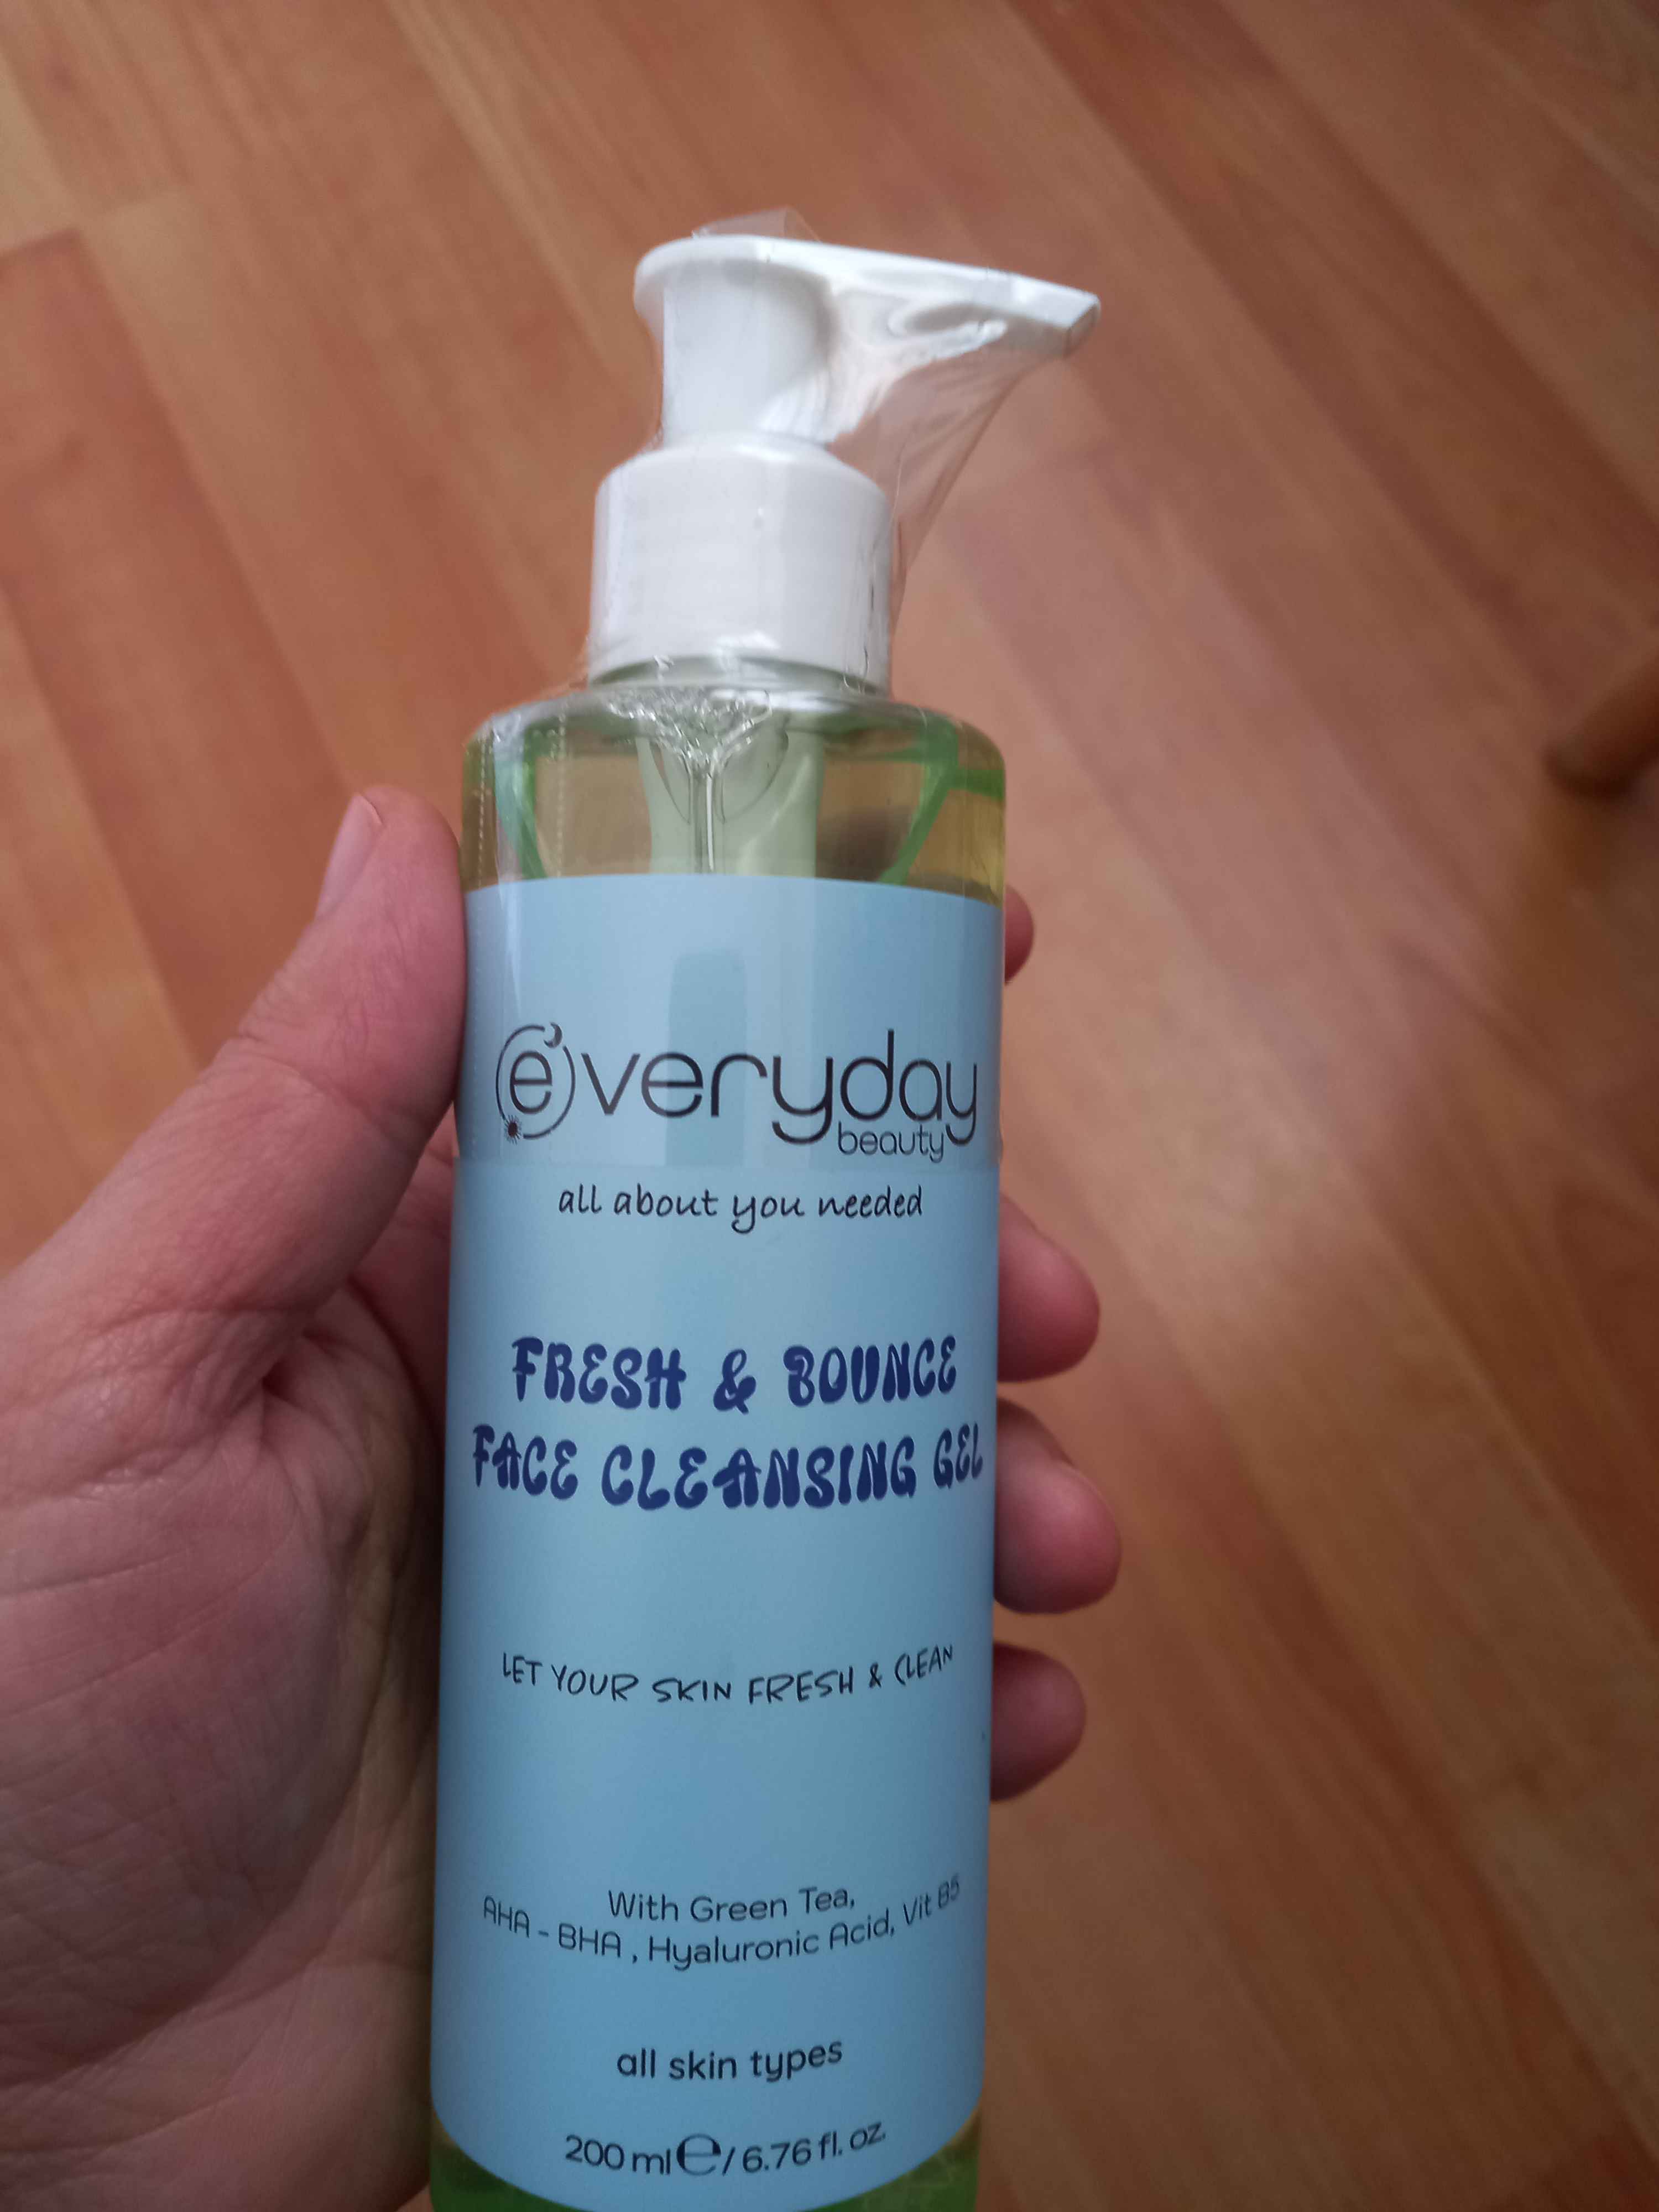 everyday
beauty
all about you needed
FRESH & BOUNCE
FACE CLEANSING GEL
LET YOUR SKIN FRESH & CLEAN
With Green Tea,
AHA - BHA , Hyaluronic Acid, Vit B5
all skin types
200 ml e / 6.76 fl. oz.